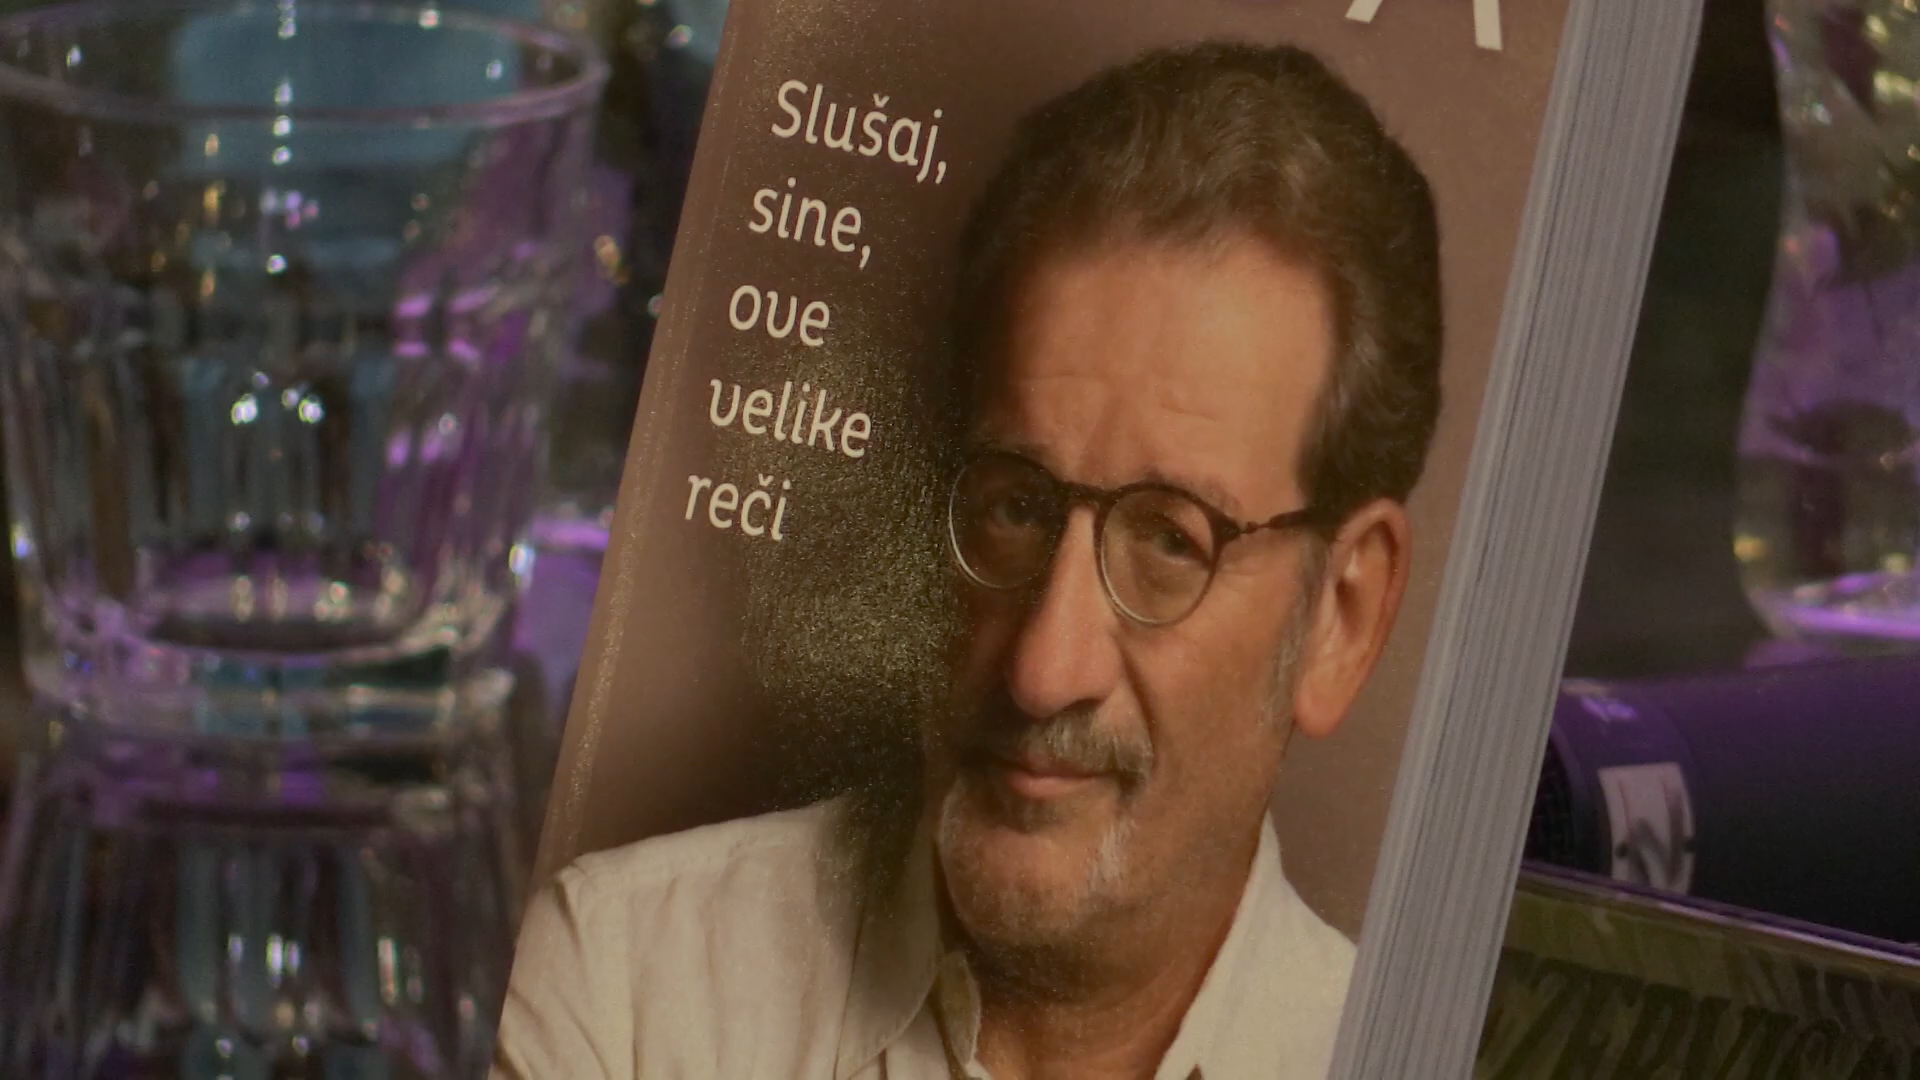 Slušaj,
sine,
ove
velike
reči